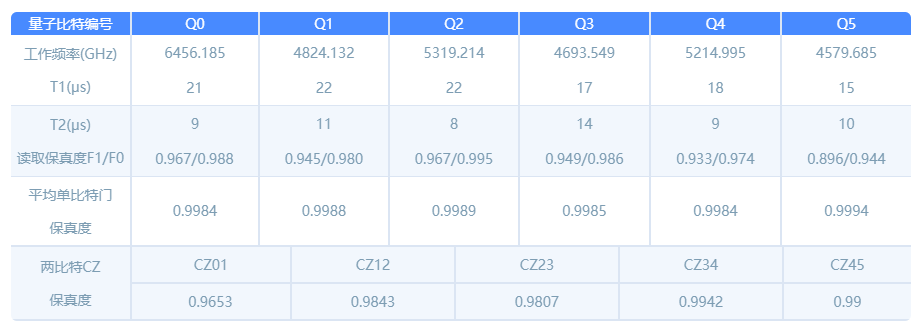 量子比特编号 Q0 Q1 Q2 Q3 Q4 Q5
工作频率(GHz) 6456.185 4824.132 5319.214 4693.549 5214.995 4579.685
T1(μs) 21 22 22 17 18 15
T2(μs) 9 11 8 14 9 10
读取保真度F1/F0 0.967/0.988 0.945/0.980 0.967/0.995 0.949/0.986 0.933/0.974 0.896/0.944
平均单比特门
保真度 0.9984 0.9988 0.9989 0.9985 0.9984 0.9994
两比特CZ CZ01 CZ12 CZ23 CZ34 CZ45
保真度 0.9653 0.9843 0.9807 0.9942 0.99